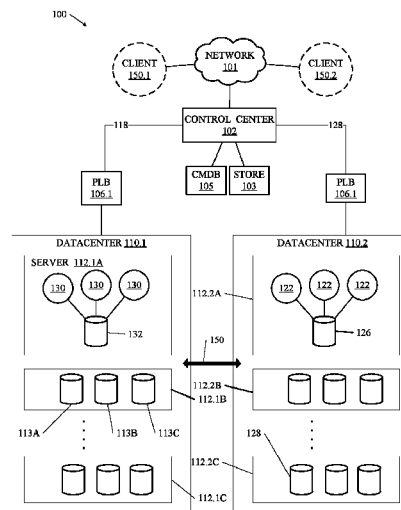 100
CLIENT
150.1
NETWORK
101
CLIENT
150.2
CONTROL CENTER
102
118
128
CMDB
105
STORE
103
PLB
106.1
PLB
106.1
DATACENTER 110.1
DATACENTER 110.2
SERVER 112.1A
130
130
130
132
112.2A
122
122
122
126
150
112.2B
112.1B
113A
113B
113C
128
112.2C
112.1C